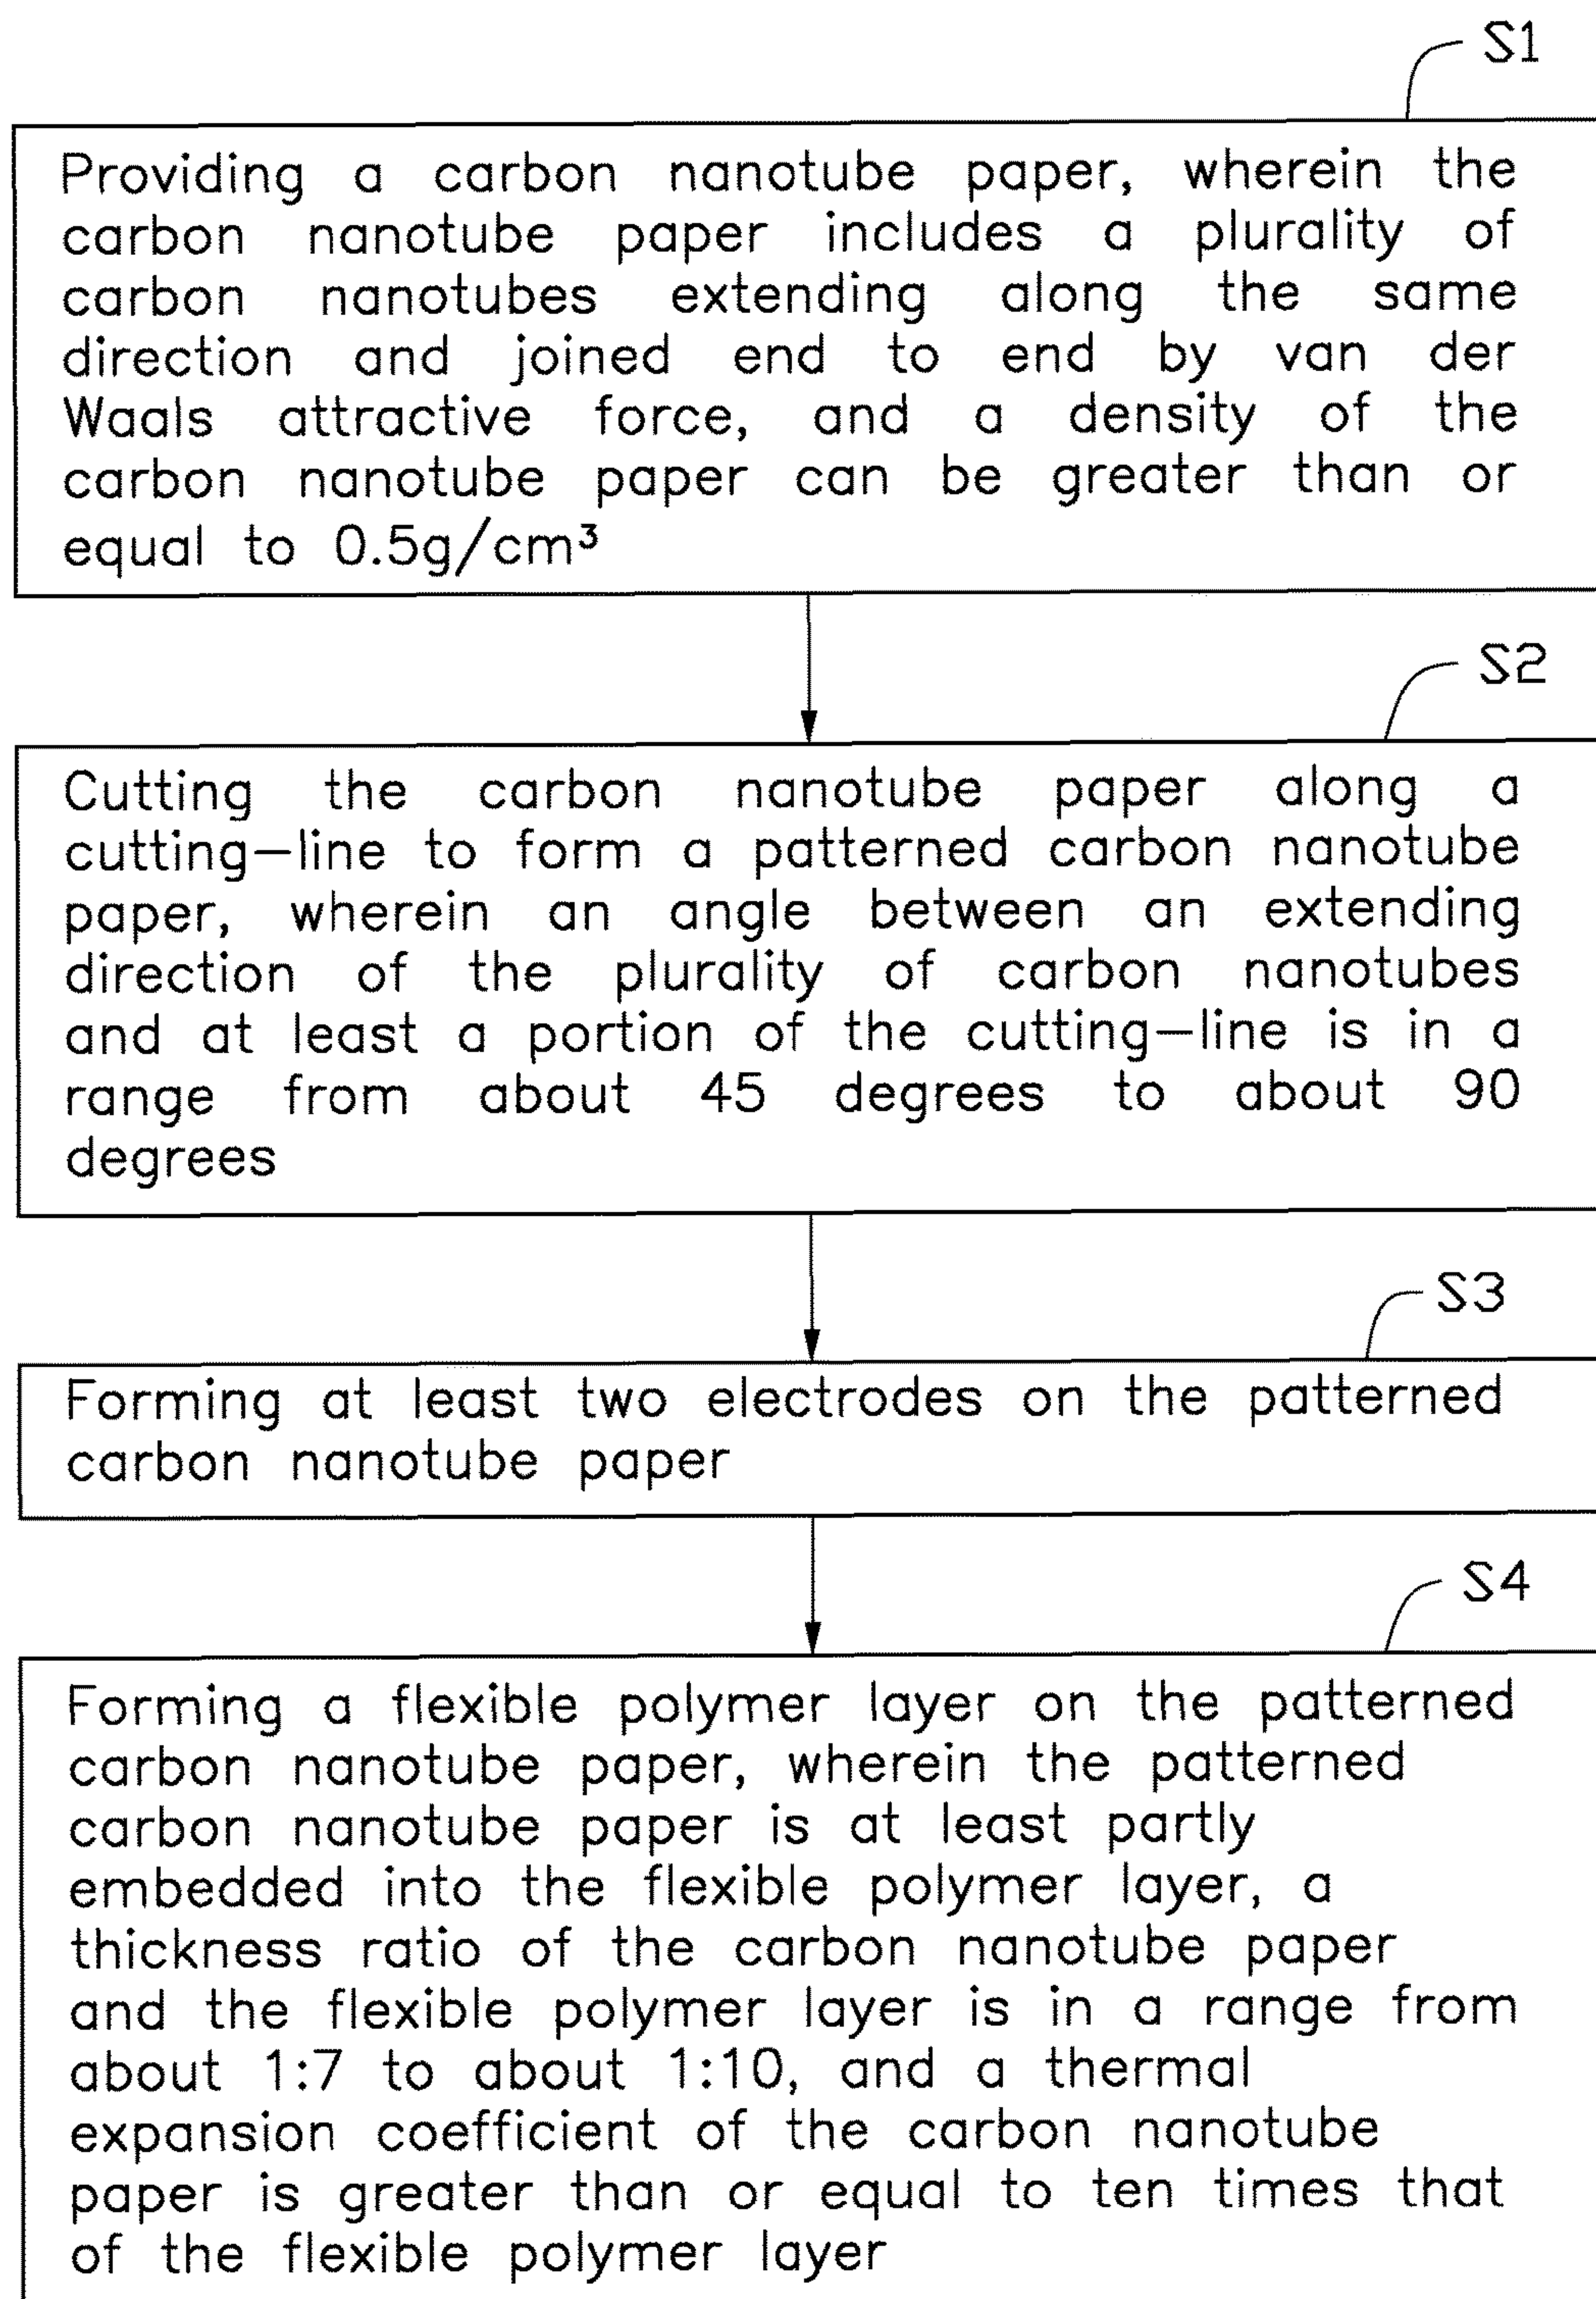 S1
Providing a carbon nanotube paper, wherein the
carbon nanotube paper includes a plurality of
carbon nanotubes extending along the same
direction and joined end to end by van der
Waals attractive force, and a density of the
carbon nanotube paper can be greater than or
equal to 0.5g/cm³
S2
Cutting the carbon nanotube paper along a
cutting-line to form a patterned carbon nanotube
paper, wherein an angle between an extending
direction of the plurality of carbon nanotubes
and at least a portion of the cutting-line is in a
range from about 45 degrees to about 90
degrees
S3
Forming at least two electrodes on the patterned
carbon nanotube paper
S4
Forming a flexible polymer layer on the patterned
carbon nanotube paper, wherein the patterned
carbon nanotube paper is at least partly
embedded into the flexible polymer layer, a
thickness ratio of the carbon nanotube paper
and the flexible polymer layer is in a range from
about 1:7 to about 1:10, and a thermal
expansion coefficient of the carbon nanotube
paper is greater than or equal to ten times that
of the flexible polymer layer